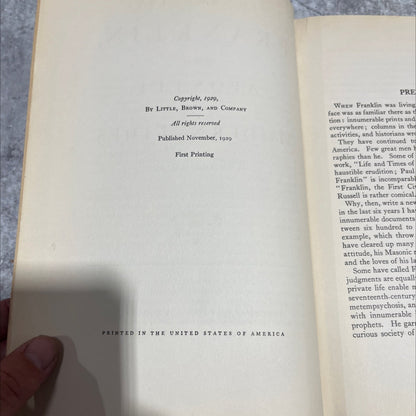 Copyright, 1929,
BY LITTLE, BROWN, AND COMPANY
All rights reserved
Published November, 1929
First Printing
PRINTED IN THE UNITED STATES OF AMERICA
PRE
WHEN Franklin
face was as familiar there as t
tion: innumerable prints and
everywhere; columns in the
activities, and historians wrot
They have continued to
America. Few great men h
raphies than he. Some of
work, "Life and Times of
haustible erudition; Paul
Franklin" is incomparab
"Franklin, the First Civ
Russell is rather comical.
Why, then, write a new
in the last six years I ha
innumerable documents
tween six hundred to
example, which throw
have cleared up many
attitude, his Masonic r
and the loves of his la
Some have called F
judgments are equall
private life enable n
seventeenth-century
metempsychosis, and
with innumerable
prophets. He gar
curious society of